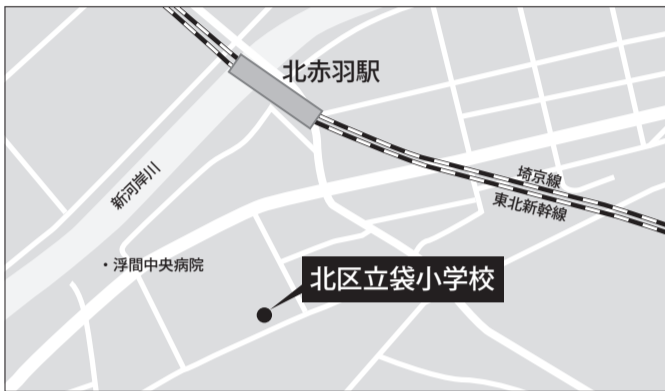 北赤羽駅
新河岸川
埼京線
東北新幹線
・浮間中央病院
北区立袋小学校